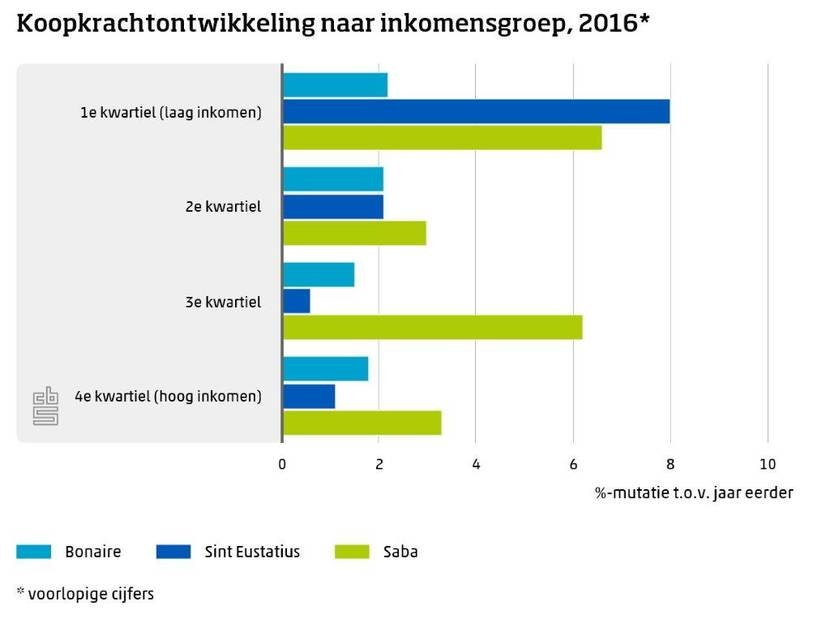 Koopkrachtontwikkeling naar inkomensgroep, 2016*
1e kwartiel (laag inkomen)
2e kwartiel
3e kwartiel
4e kwartiel (hoog inkomen)
0 2 4 6 8 10
%-mutatie t.o.v. jaar eerder
Bonaire Sint Eustatius Saba
* voorlopige cijfers
cbs